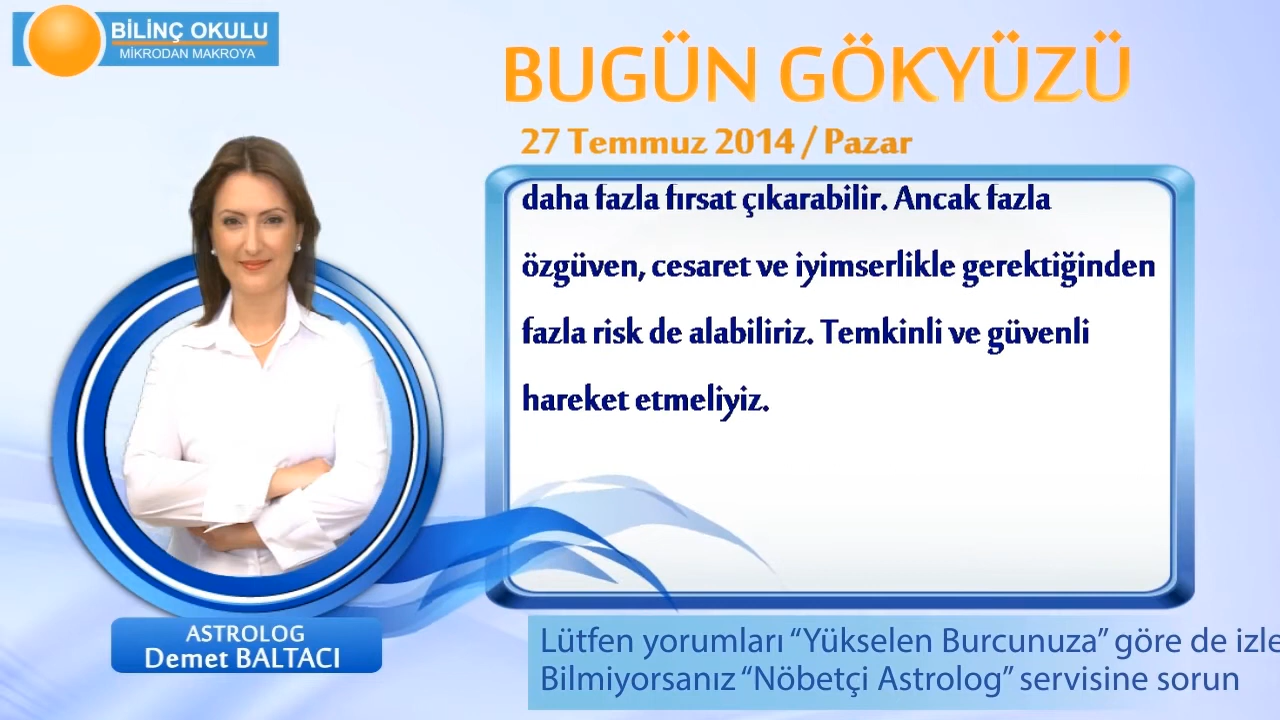 BİLİNÇ OKULU
MİKRODAN MAKROYA
BUGÜN GÖKYÜZÜ
27 Temmuz 2014 / Pazar
daha fazla fırsat çıkarabilir. Ancak fazla
özgüven, cesaret ve iyimserlikle gerektiğinden
fazla risk de alabiliriz. Temkinli ve güvenli
hareket etmeliyiz.
ASTROLOG
Demet BALTACI
Lütfen yorumları “Yükselen Burcunuza” göre de izle
Bilmiyorsanız “Nöbetçi Astrolog” servisine sorun